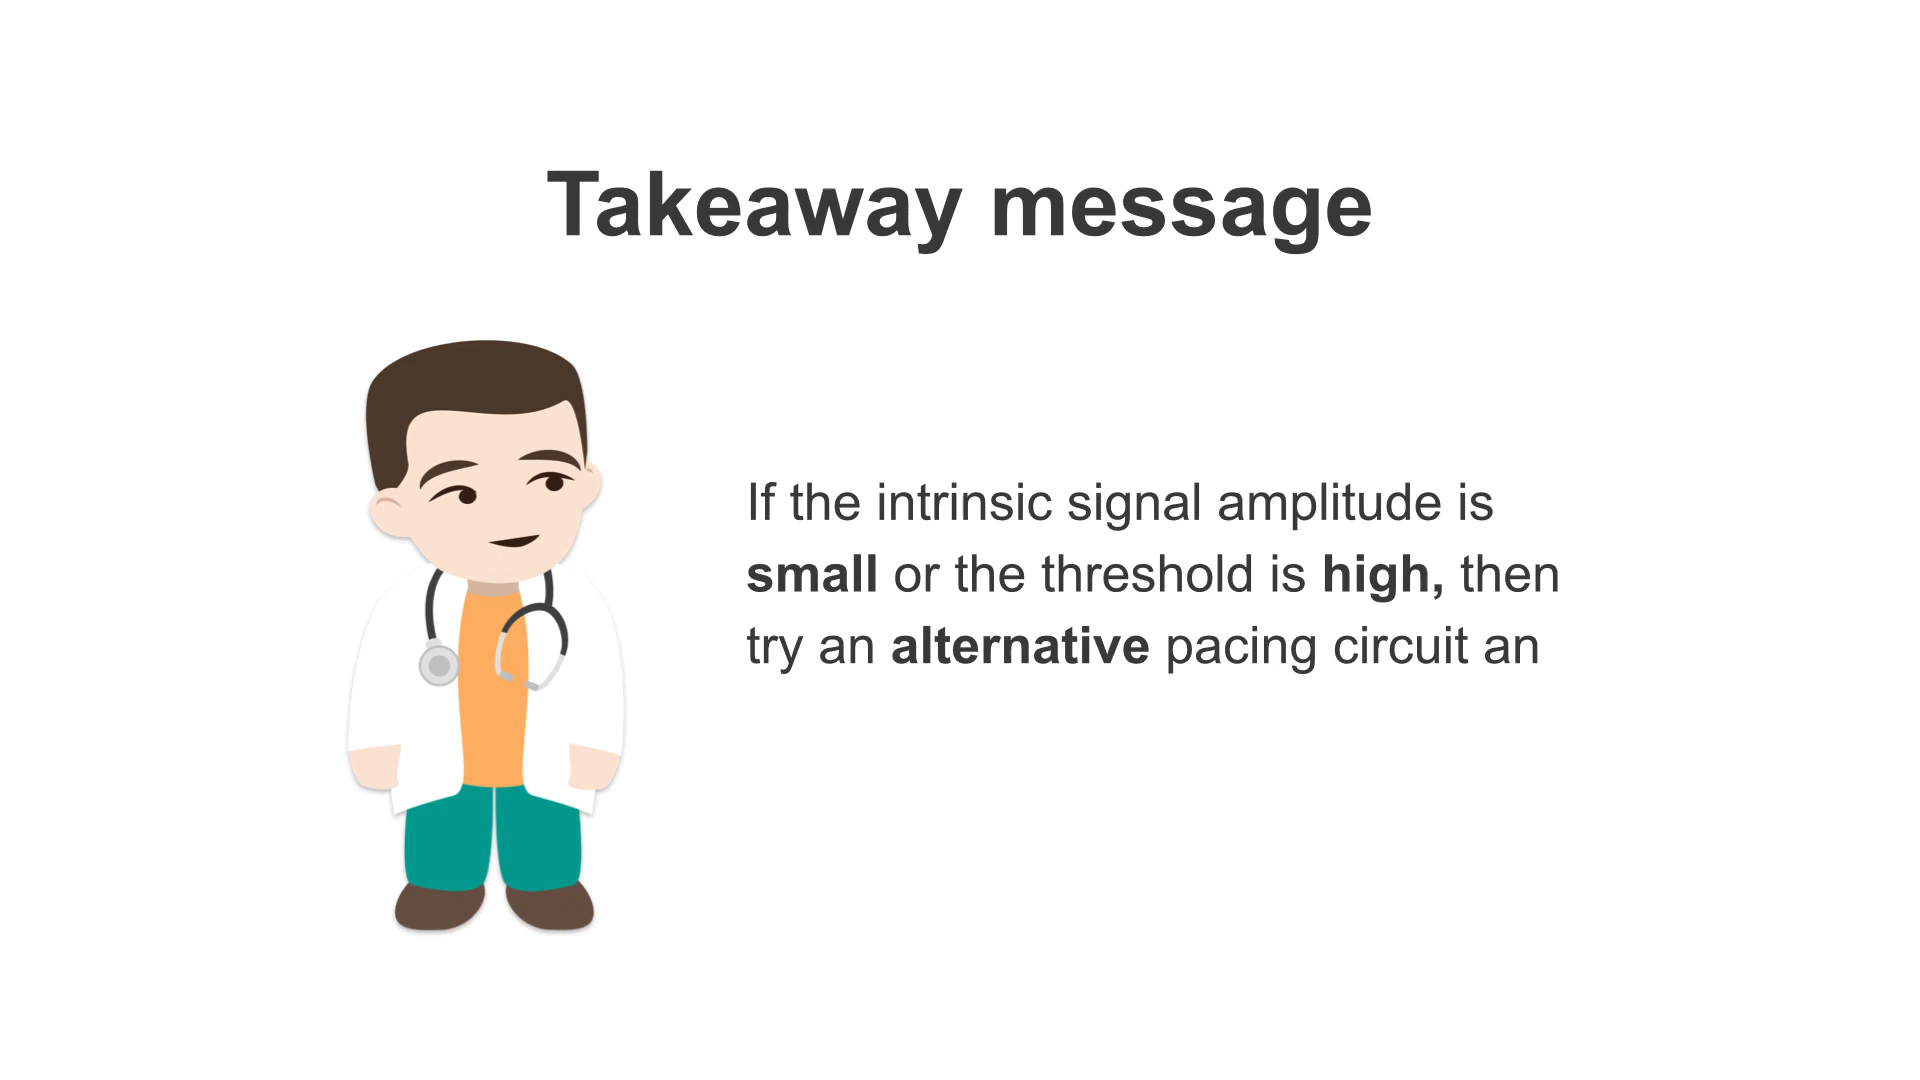 Takeaway message
If the intrinsic signal amplitude is
small or the threshold is high, then
try an alternative pacing circuit an